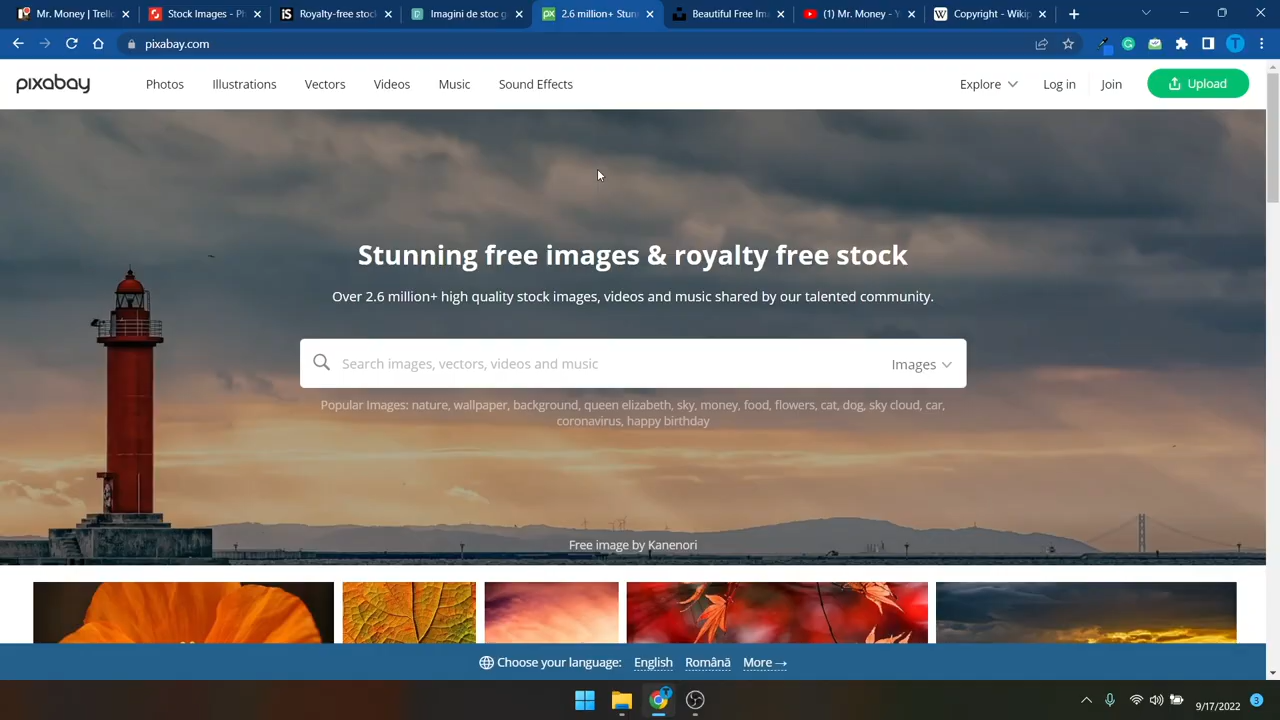 Mr. Money | Trell
Stock Images - Ph
Royalty-free stock
Imagini de stoc g
2.6 million+ Stun
Beautiful Free Im
(1) Mr. Money - Y
Copyright - Wikip
pixabay.com
pixabay
Photos
Illustrations
Vectors
Videos
Music
Sound Effects
Explore
Log in
Join
Upload
Stunning free images & royalty free stock
Over 2.6 million+ high quality stock images, videos and music shared by our talented community.
Search images, vectors, videos and music
Images
Popular Images: nature, wallpaper, background, queen elizabeth, sky, money, food, flowers, cat, dog, sky cloud, car,
coronavirus, happy birthday
Free image by Kanenori
Choose your language:
English
Română
More →
9/17/2022
3